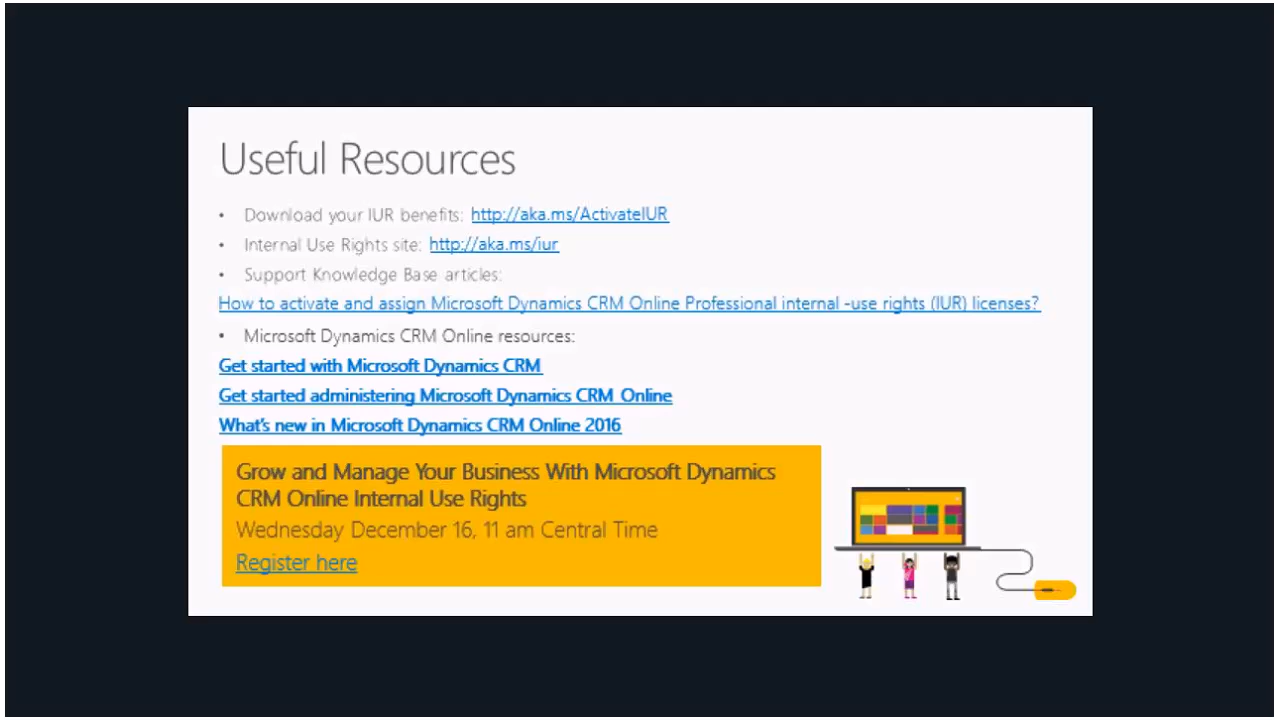 Useful Resources
• Download your IUR benefits: http://aka.ms/ActivateIUR
• Internal Use Rights site: http://aka.ms/iur
• Support Knowledge Base articles:
How to activate and assign Microsoft Dynamics CRM Online Professional internal -use rights (IUR) licenses?
• Microsoft Dynamics CRM Online resources:
Get started with Microsoft Dynamics CRM
Get started administering Microsoft Dynamics CRM Online
What's new in Microsoft Dynamics CRM Online 2016
Grow and Manage Your Business With Microsoft Dynamics
CRM Online Internal Use Rights
Wednesday December 16, 11 am Central Time
Register here